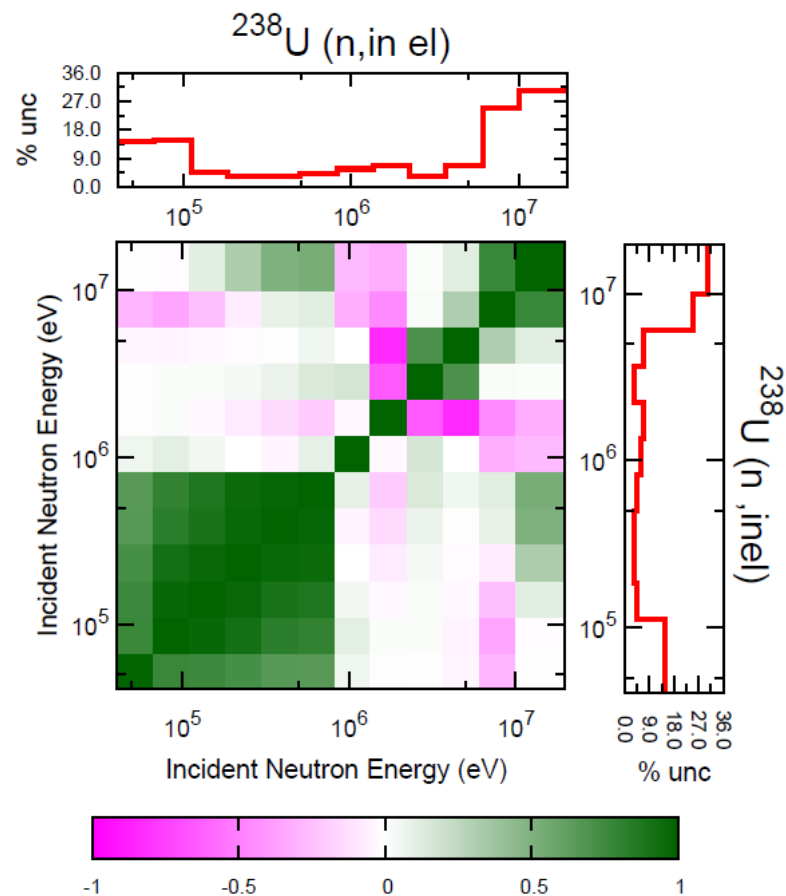 238U (n,in el)
% unc
36.0
27.0
18.0
9.0
0.0
10^5 10^6 10^7
Incident Neutron Energy (eV)
10^7
10^6
10^5
10^5 10^6 10^7
Incident Neutron Energy (eV)
10^7
10^6
10^5
238U (n ,inel)
0.0 9.0 18.0 27.0 36.0
% unc
-1 -0.5 0 0.5 1